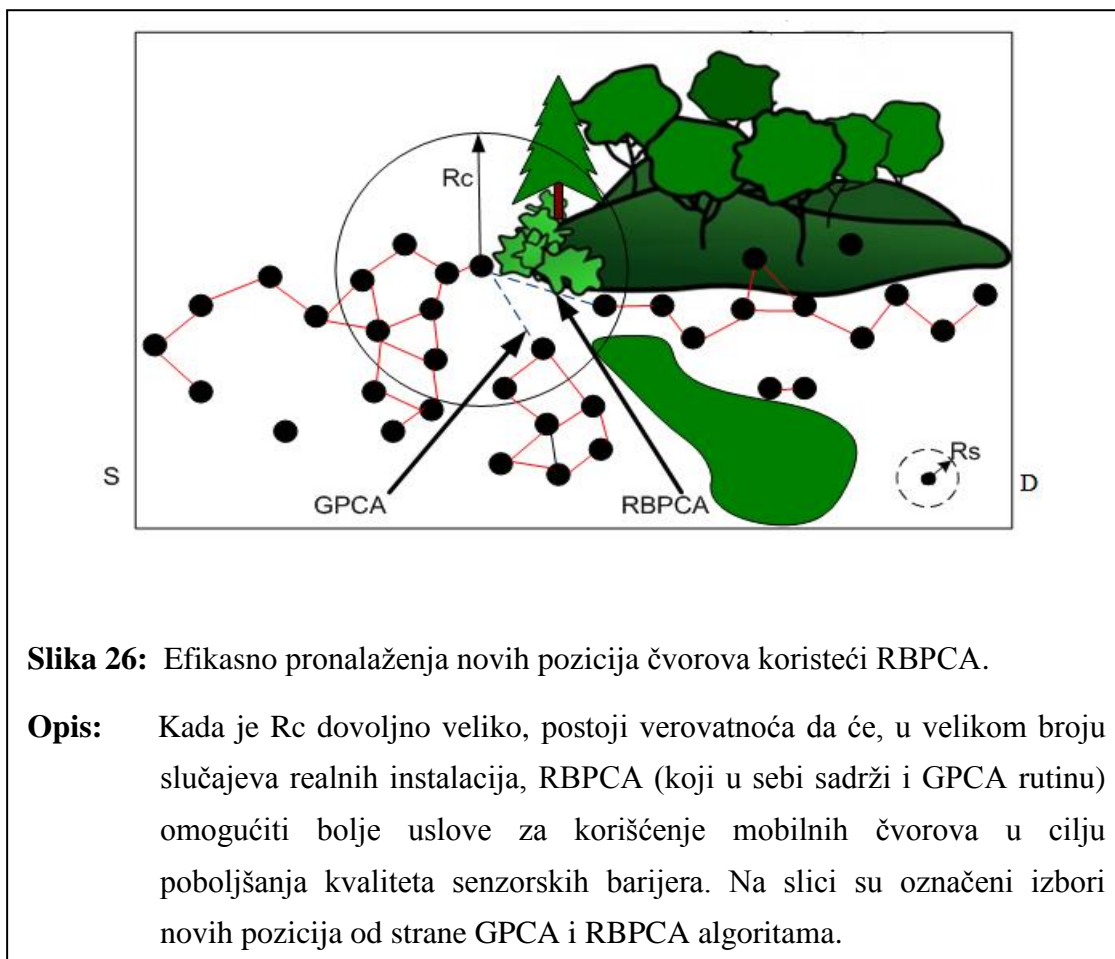 Rc
S
GPCA
RBPCA
Rs
D
Slika 26: Efikasno pronalaženja novih pozicija čvorova koristeći RBPCA.
Opis: Kada je Rc dovoljno veliko, postoji verovatnoća da će, u velikom broju
slučajeva realnih instalacija, RBPCA (koji u sebi sadrži i GPCA rutinu)
omogućiti bolje uslove za korišćenje mobilnih čvorova u cilju
poboljšanja kvaliteta senzorskih barijera. Na slici su označeni izbori
novih pozicija od strane GPCA i RBPCA algoritama.